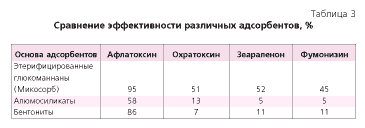 Таблица 3
Сравнение эффективности различных адсорбентов, %
Основа адсорбентов Афлатоксин Охратоксин Зеараленон Фумонизин
Этерифицированные
глюкоманнаны
(Микосорб) 95 51 52 45
Алюмосиликаты 58 13 5 5
Бентониты 86 7 11 11